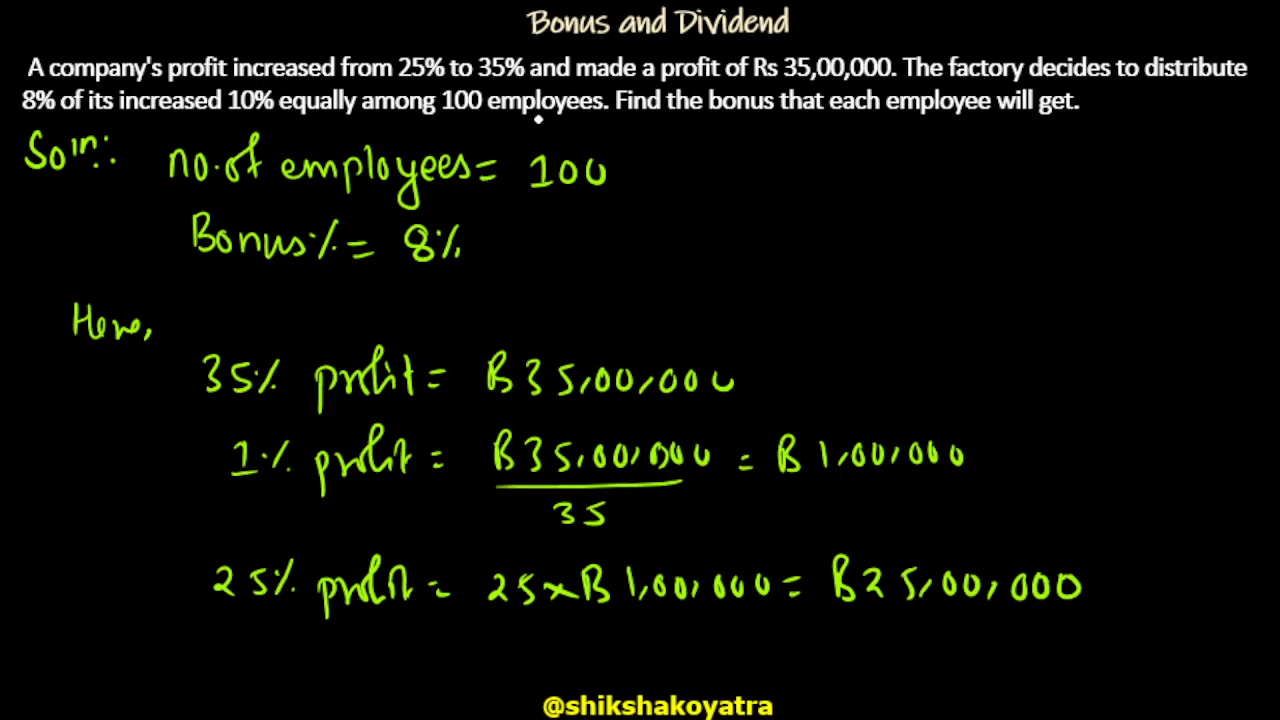 Bonus and Dividend
A company's profit increased from 25% to 35% and made a profit of Rs 35,00,000. The factory decides to distribute
8% of its increased 10% equally among 100 employees. Find the bonus that each employee will get.
Soln:
no. of employees = 100
Bonus % = 8%
Here,
35% profit = Rs 35,00,000
1% profit = Rs 35,00,000 / 35 = Rs 1,00,000
25% profit = 25 × Rs 1,00,000 = Rs 25,00,000
@shikshakoyatra